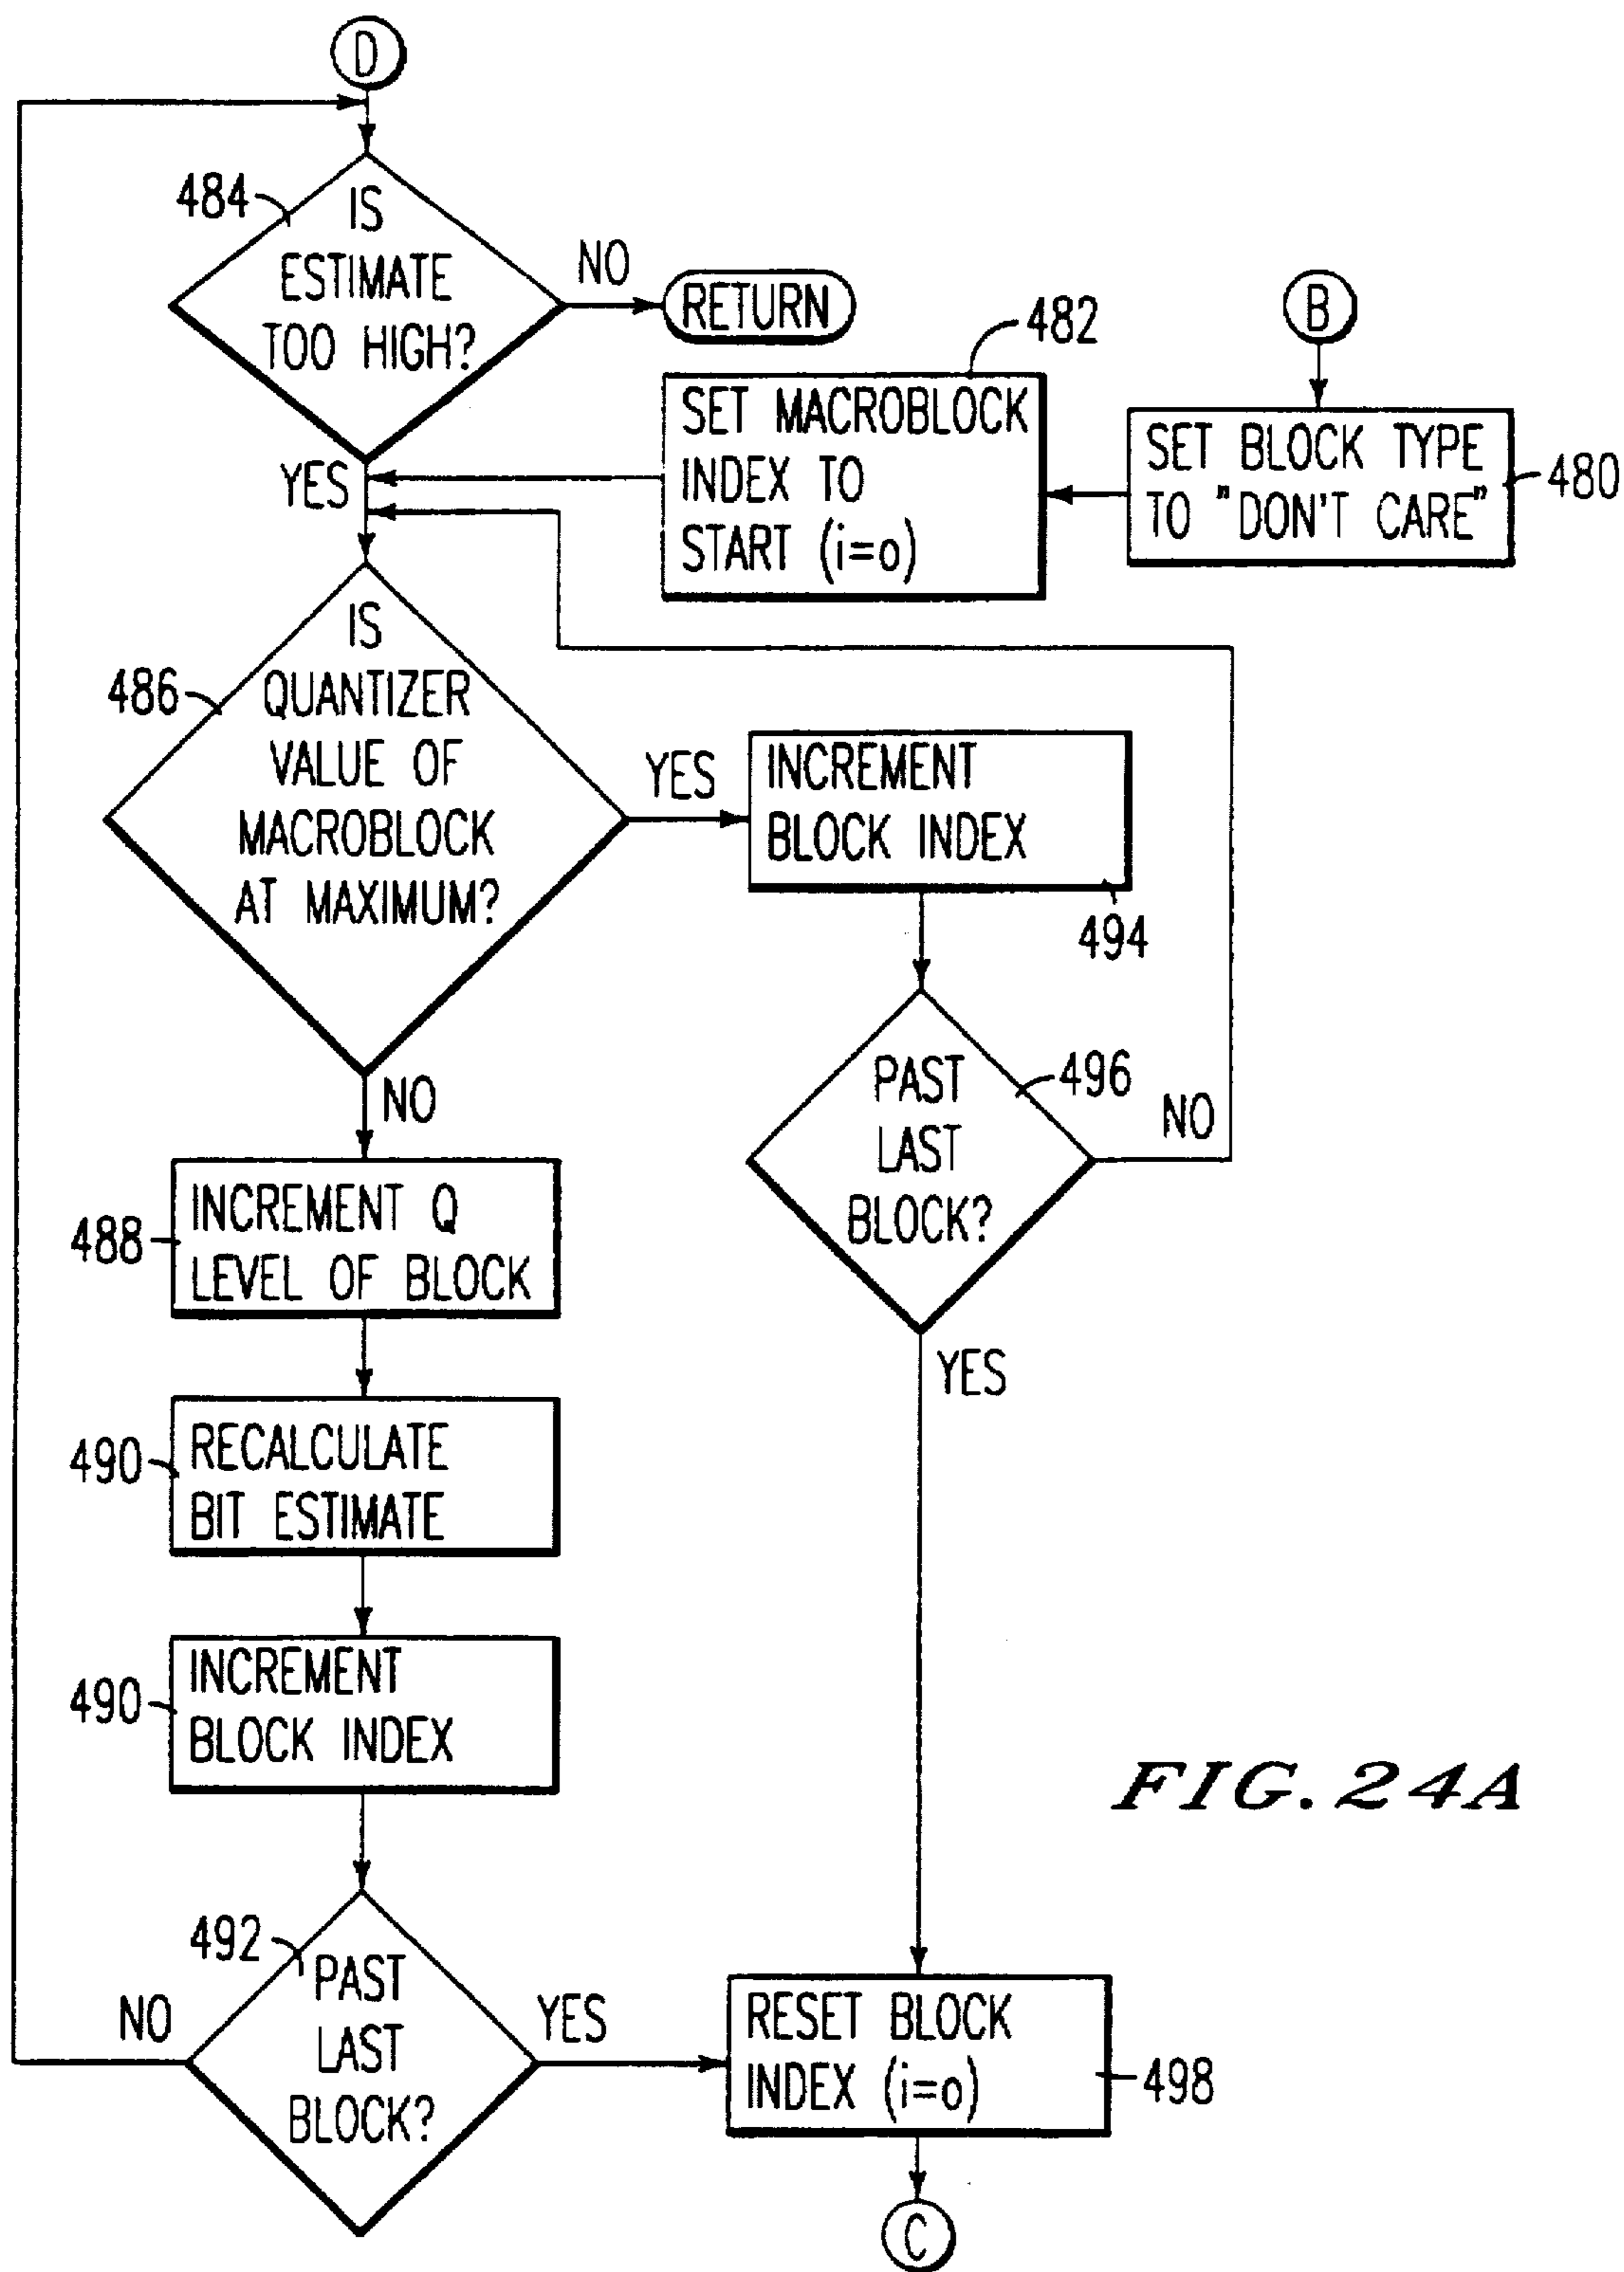 D
484
IS
ESTIMATE
TOO HIGH?
NO
RETURN
YES
482
SET MACROBLOCK
INDEX TO
START (i=o)
B
SET BLOCK TYPE
TO "DON'T CARE"
480
486
IS
QUANTIZER
VALUE OF
MACROBLOCK
AT MAXIMUM?
YES
INCREMENT
BLOCK INDEX
494
NO
PAST
LAST
BLOCK?
496
NO
YES
488
INCREMENT Q
LEVEL OF BLOCK
490
RECALCULATE
BIT ESTIMATE
490
INCREMENT
BLOCK INDEX
FIG. 24A
492
PAST
LAST
BLOCK?
NO
YES
RESET BLOCK
INDEX (i=o)
498
C